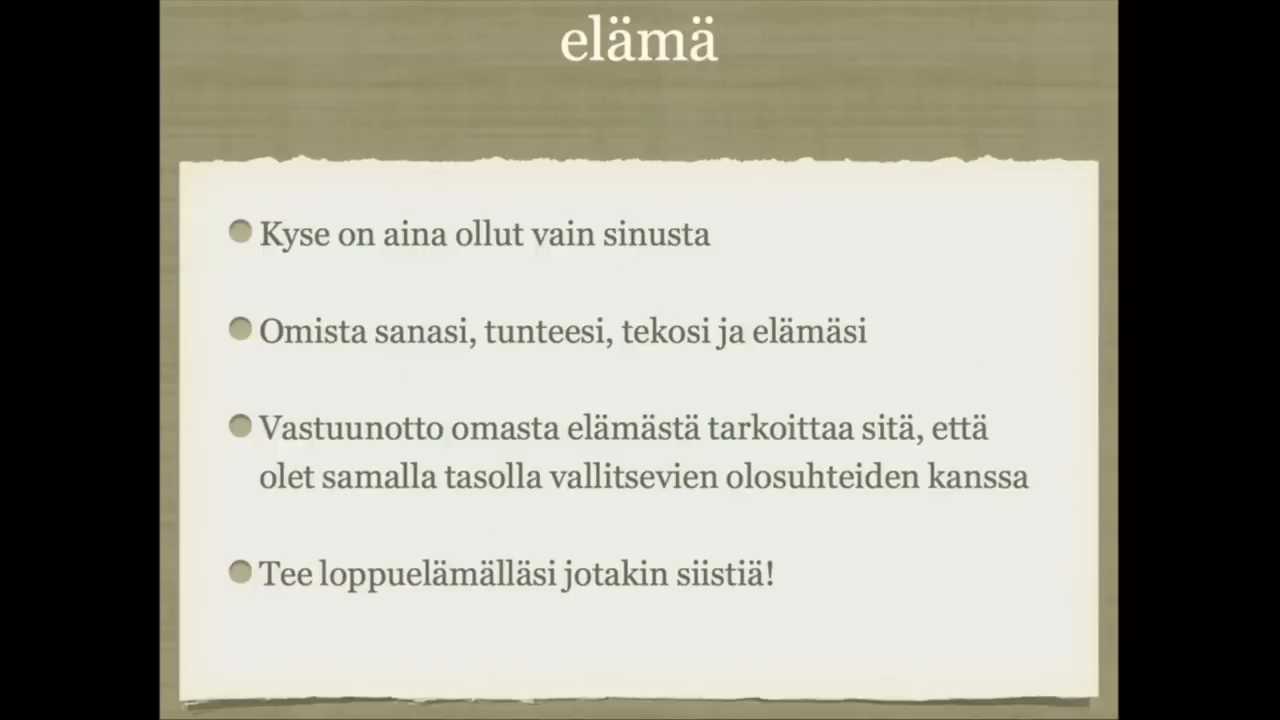 elämä
Kyse on aina ollut vain sinusta
Omista sanasi, tunteesi, tekosi ja elämäsi
Vastuunotto omasta elämästä tarkoittaa sitä, että
olet samalla tasolla vallitsevien olosuhteiden kanssa
Tee loppuelämälläsi jotakin siistiä!